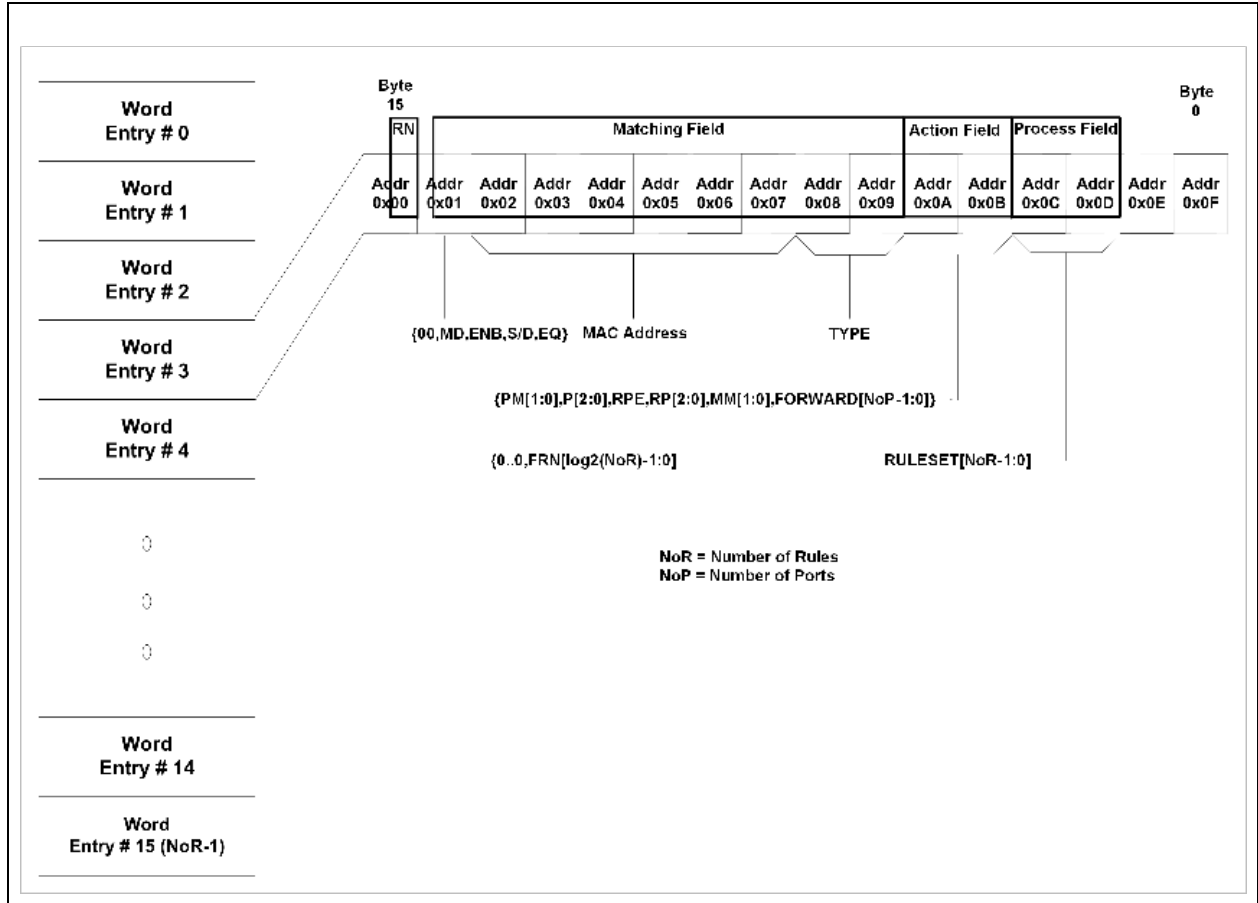 Word
Entry # 0
Word
Entry # 1
Word
Entry # 2
Word
Entry # 3
Word
Entry # 4
0
0
0
Word
Entry # 14
Word
Entry # 15 (NoR-1)
Byte
15
Byte
0
RN
Matching Field
Action Field
Process Field
Addr
0x00
Addr
0x01
Addr
0x02
Addr
0x03
Addr
0x04
Addr
0x05
Addr
0x06
Addr
0x07
Addr
0x08
Addr
0x09
Addr
0x0A
Addr
0x0B
Addr
0x0C
Addr
0x0D
Addr
0x0E
Addr
0x0F
{00,MD,ENB,S/D,EQ}
MAC Address
TYPE
{PM[1:0],P[2:0],RPE,RP[2:0],MM[1:0],FORWARD[NoP-1:0]}
{0..0,FRN[log2(NoR)-1:0]
RULESET[NoR-1:0]
NoR = Number of Rules
NoP = Number of Ports